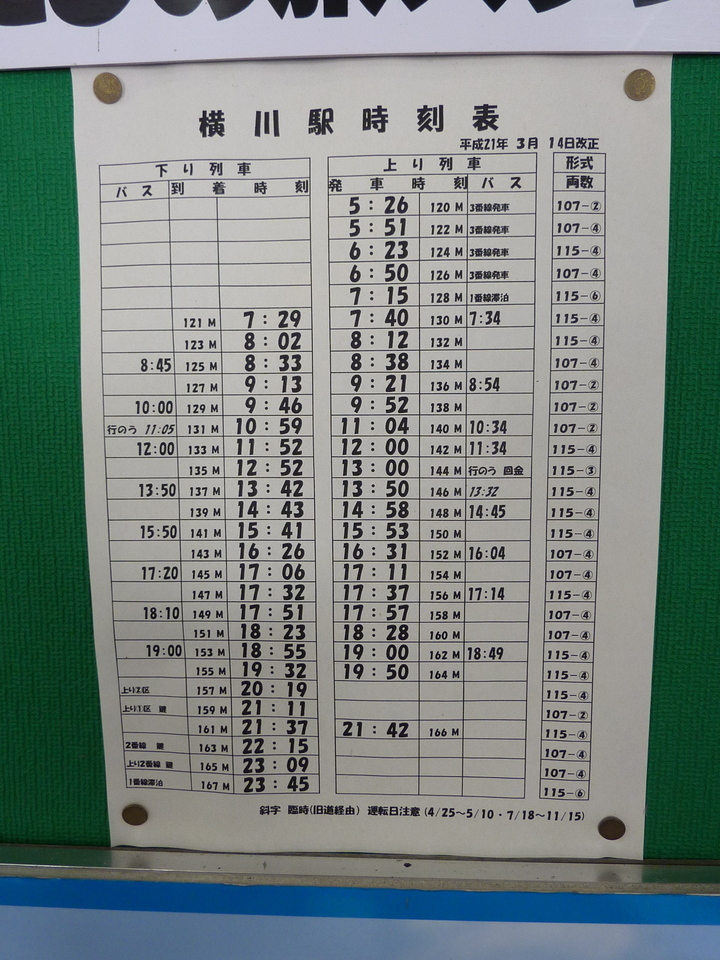 横川駅時刻表
平成21年 3月 14日改正
下り列車 上り列車 形式
バス 到着時刻 発車時刻 バス 両数
5:26 120M 3番線発車 107-②
5:51 122M 3番線発車 107-④
6:23 124M 3番線発車 115-④
6:50 126M 3番線発車 107-④
7:15 128M 1番線滞泊 115-⑥
121M 7:29 7:40 130M 7:34 115-④
123M 8:02 8:12 132M 115-④
8:45 125M 8:33 8:38 134M 107-④
127M 9:13 9:21 136M 8:54 107-②
10:00 129M 9:46 9:52 138M 107-②
行のう 11:05 131M 10:59 11:04 140M 10:34 107-②
12:00 133M 11:52 12:00 142M 11:34 115-④
135M 12:52 13:00 144M 行のう 回金 115-③
13:50 137M 13:42 13:50 146M 13:32 115-④
139M 14:43 14:58 148M 14:45 115-④
15:50 141M 15:41 15:53 150M 115-④
143M 16:26 16:31 152M 16:04 107-④
17:20 145M 17:06 17:11 154M 107-④
147M 17:32 17:37 156M 17:14 115-④
18:10 149M 17:51 17:57 158M 107-④
151M 18:23 18:28 160M 107-④
19:00 153M 18:55 19:00 162M 18:49 115-④
155M 19:32 19:50 164M 115-④
上り2区 157M 20:19 115-④
上り1区 鍵 159M 21:11 107-②
161M 21:37 21:42 166M 115-④
2番線 鍵 163M 22:15 107-④
上り2番線 鍵 165M 23:09 107-④
1番線滞泊 167M 23:45 115-⑥
斜字 臨時(旧道経由) 運転日注意(4/25～5/10・7/18～11/15)